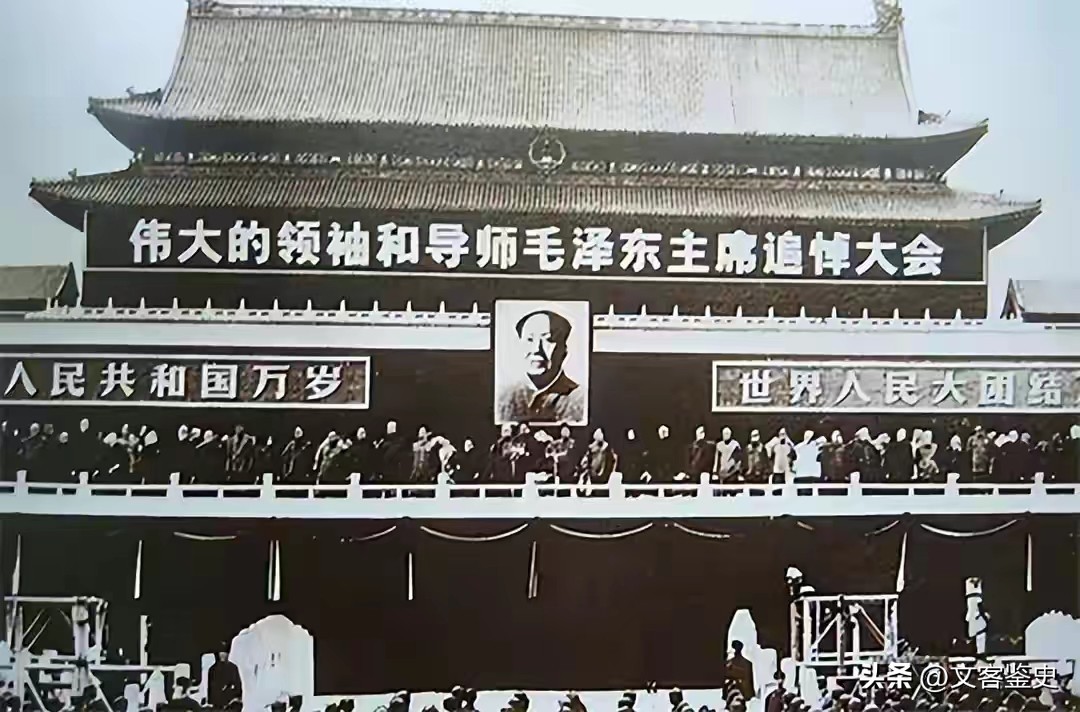 伟大的领袖和导师毛泽东主席追悼大会
人民共和国万岁
世界人民大团结
头条 @文客鉴史